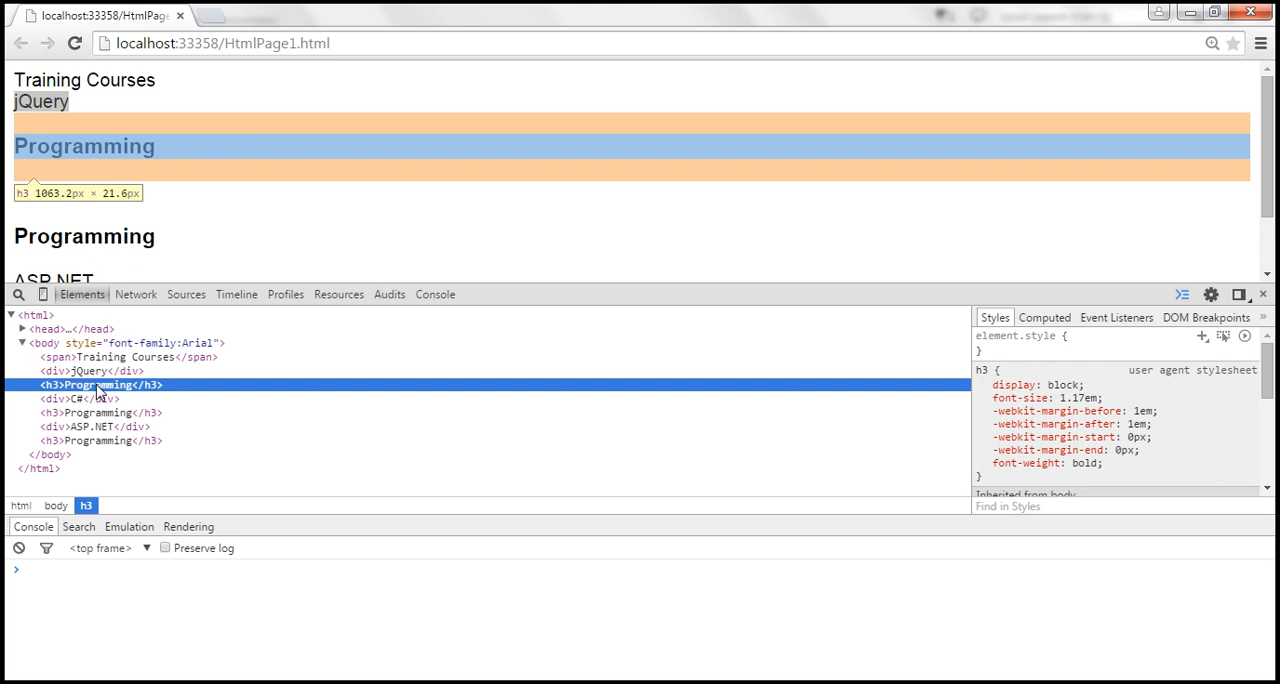 localhost:33358/HtmlPage
localhost:33358/HtmlPage1.html
Training Courses
jQuery
Programming
h3 1063.2px × 21.6px
Programming
ASP.NET
Elements Network Sources Timeline Profiles Resources Audits Console
<html>
<head>…</head>
<body style="font-family:Arial">
<span>Training Courses</span>
<div>jQuery</div>
<h3>Programming</h3>
<div>C#</div>
<h3>Programming</h3>
<div>ASP.NET</div>
<h3>Programming</h3>
</body>
</html>
html body h3
Styles Computed Event Listeners DOM Breakpoints »
element.style {
}
h3 { user agent stylesheet
display: block;
font-size: 1.17em;
-webkit-margin-before: 1em;
-webkit-margin-after: 1em;
-webkit-margin-start: 0px;
-webkit-margin-end: 0px;
font-weight: bold;
}
Inherited from body
Find in Styles
Console Search Emulation Rendering
<top frame> ▼ Preserve log
>